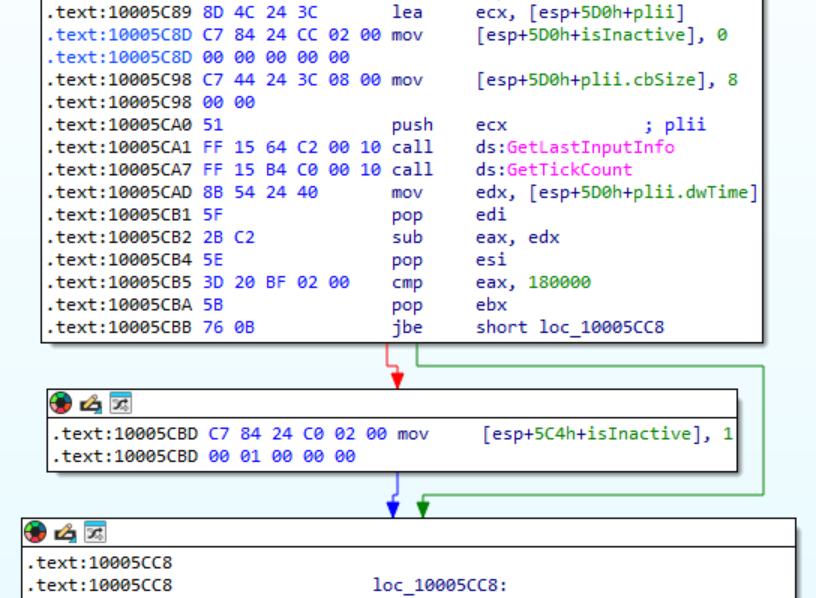 .text:10005C89 8D 4C 24 3C lea ecx, [esp+5D0h+plii]
.text:10005C8D C7 84 24 CC 02 00 mov [esp+5D0h+isInactive], 0
.text:10005C8D 00 00 00 00 00
.text:10005C98 C7 44 24 3C 08 00 mov [esp+5D0h+plii.cbSize], 8
.text:10005C98 00 00
.text:10005CA0 51 push ecx ; plii
.text:10005CA1 FF 15 64 C2 00 10 call ds:GetLastInputInfo
.text:10005CA7 FF 15 B4 C0 00 10 call ds:GetTickCount
.text:10005CAD 8B 54 24 40 mov edx, [esp+5D0h+plii.dwTime]
.text:10005CB1 5F pop edi
.text:10005CB2 2B C2 sub eax, edx
.text:10005CB4 5E pop esi
.text:10005CB5 3D 20 BF 02 00 cmp eax, 180000
.text:10005CBA 5B pop ebx
.text:10005CBB 76 0B jbe short loc_10005CC8
.text:10005CBD C7 84 24 C0 02 00 mov [esp+5C4h+isInactive], 1
.text:10005CBD 00 01 00 00 00
.text:10005CC8
.text:10005CC8 loc_10005CC8: